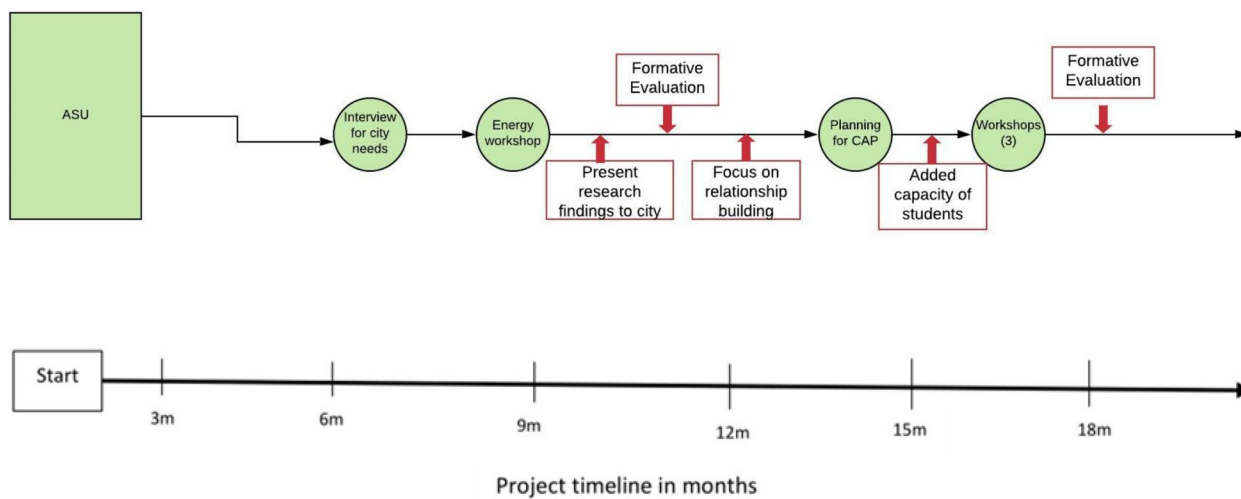 ASU
Interview
for city
needs
Energy
workshop
Formative
Evaluation
Present
research
findings to city
Focus on
relationship
building
Planning
for CAP
Added
capacity of
students
Workshops
(3)
Formative
Evaluation
Start
3m
6m
9m
12m
15m
18m
Project timeline in months